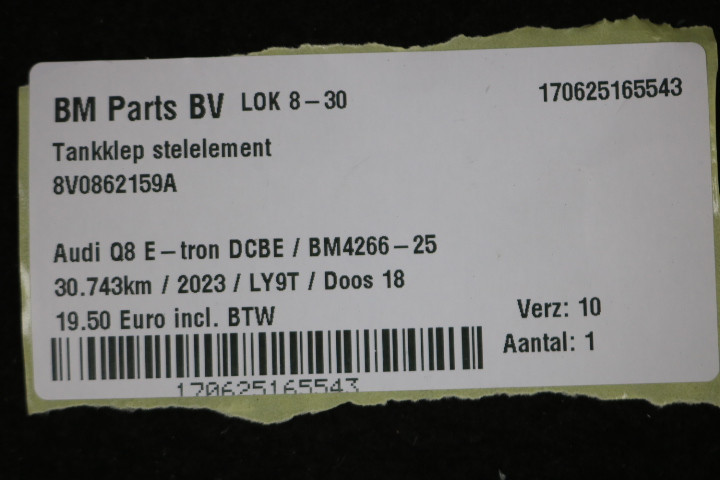 BM Parts BV LOK 8-30 170625165543
Tankklep stelelement
8V0862159A
Audi Q8 E-tron DCBE / BM4266-25
30.743km / 2023 / LY9T / Doos 18
19.50 Euro incl. BTW Verz: 10
Aantal: 1
170625165543